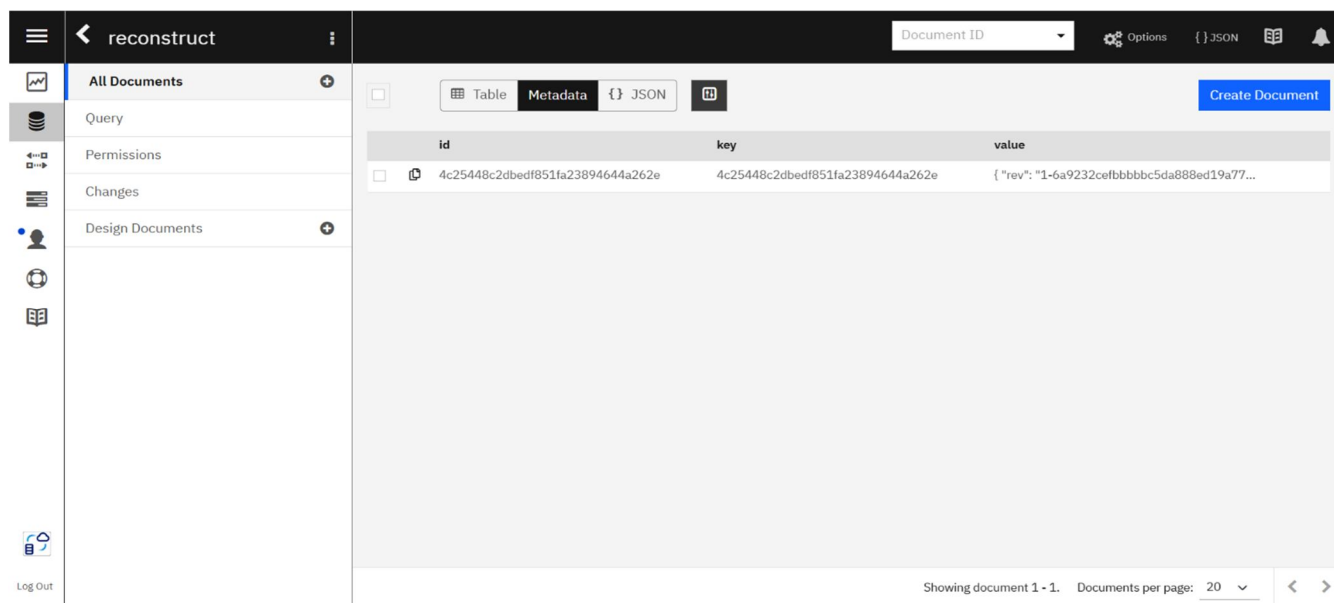 reconstruct
Document ID
Options
{ } JSON
All Documents
Query
Permissions
Changes
Design Documents
Table
Metadata
{} JSON
Create Document
id key value
4c25448c2dbedf851fa23894644a262e 4c25448c2dbedf851fa23894644a262e { "rev": "1-6a9232cefbbbbbc5da888ed19a77...
Log Out
Showing document 1 - 1. Documents per page: 20